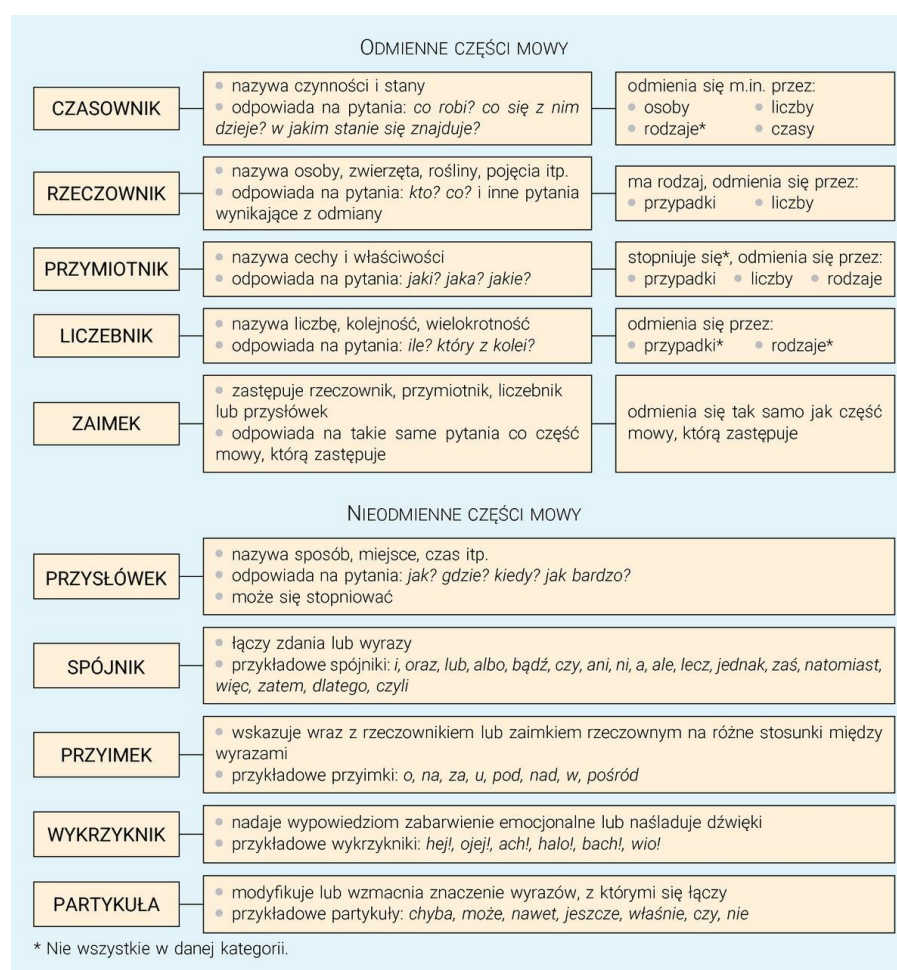 ODMIENNE CZĘŚCI MOWY
CZASOWNIK
• nazywa czynności i stany
• odpowiada na pytania: co robi? co się z nim
dzieje? w jakim stanie się znajduje?
odmienia się m.in. przez:
• osoby • liczby
• rodzaje* • czasy
RZECZOWNIK
• nazywa osoby, zwierzęta, rośliny, pojęcia itp.
• odpowiada na pytania: kto? co? i inne pytania
wynikające z odmiany
ma rodzaj, odmienia się przez:
• przypadki • liczby
PRZYMIOTNIK
• nazywa cechy i właściwości
• odpowiada na pytania: jaki? jaka? jakie?
stopniuje się*, odmienia się przez:
• przypadki • liczby • rodzaje
LICZEBNIK
• nazywa liczbę, kolejność, wielokrotność
• odpowiada na pytania: ile? który z kolei?
odmienia się przez:
• przypadki* • rodzaje*
ZAIMEK
• zastępuje rzeczownik, przymiotnik, liczebnik
lub przysłówek
• odpowiada na takie same pytania co część
mowy, którą zastępuje
odmienia się tak samo jak część
mowy, którą zastępuje
NIEODMIENNE CZĘŚCI MOWY
PRZYSŁÓWEK
• nazywa sposób, miejsce, czas itp.
• odpowiada na pytania: jak? gdzie? kiedy? jak bardzo?
• może się stopniować
SPÓJNIK
• łączy zdania lub wyrazy
• przykładowe spójniki: i, oraz, lub, albo, bądź, czy, ani, ni, a, ale, lecz, jednak, zaś, natomiast,
więc, zatem, dlatego, czyli
PRZYIMEK
• wskazuje wraz z rzeczownikiem lub zaimkiem rzeczownym na różne stosunki między
wyrazami
• przykładowe przyimki: o, na, za, u, pod, nad, w, pośród
WYKRZYKNIK
• nadaje wypowiedziom zabarwienie emocjonalne lub naśladuje dźwięki
• przykładowe wykrzykniki: hej!, ojej!, ach!, halo!, bach!, wio!
PARTYKUŁA
• modyfikuje lub wzmacnia znaczenie wyrazów, z którymi się łączy
• przykładowe partykuły: chyba, może, nawet, jeszcze, właśnie, czy, nie
* Nie wszystkie w danej kategorii.